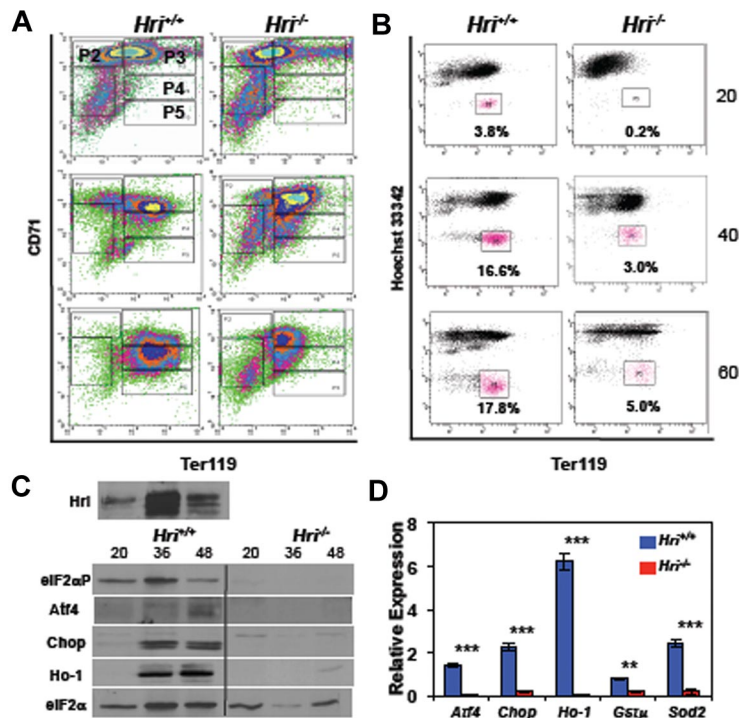 A
Hri+/+
Hri-/-
P2
P3
P4
P5
CD71
Ter119
B
Hri+/+
Hri-/-
Hoechst 33342
3.8%
0.2%
20
16.6%
3.0%
40
17.8%
5.0%
60
Ter119
C
Hri
Hri+/+
Hri-/-
20 36 48 20 36 48
eIF2αP
Atf4
Chop
Ho-1
eIF2α
D
Relative Expression
8
6
4
2
0
Hri+/+
Hri-/-
***
***
***
**
***
Atf4 Chop Ho-1 Gstμ Sod2